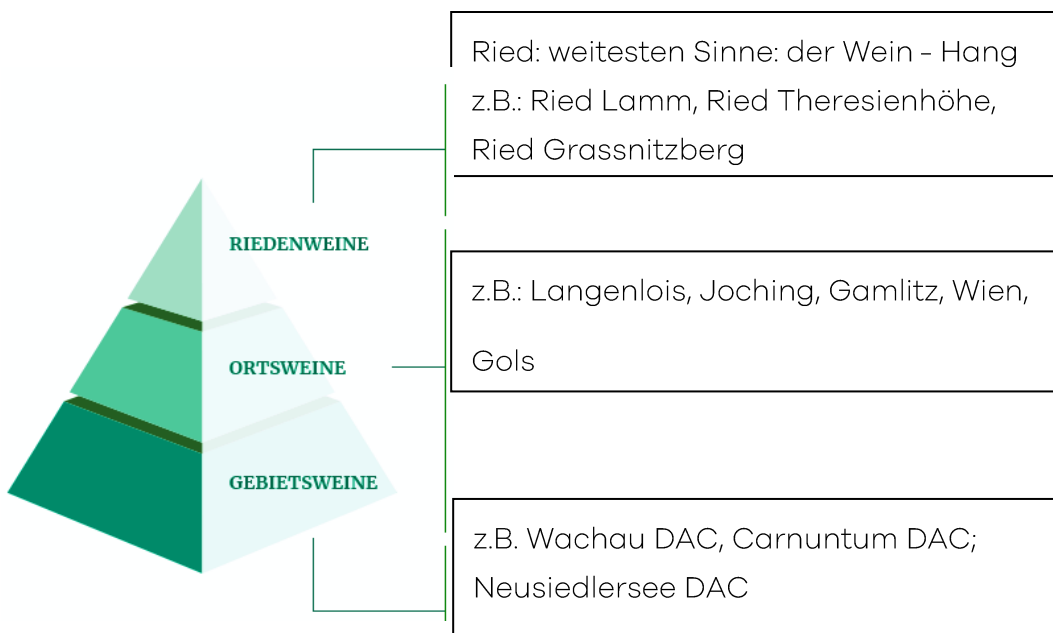 Ried: weitesten Sinne: der Wein - Hang
z.B.: Ried Lamm, Ried Theresienhöhe,
Ried Grassnitzberg
RIEDENWEINE
z.B.: Langenlois, Joching, Gamlitz, Wien,
Gols
ORTSWEINE
GEBIETSWEINE
z.B. Wachau DAC, Carnuntum DAC;
Neusiedlersee DAC